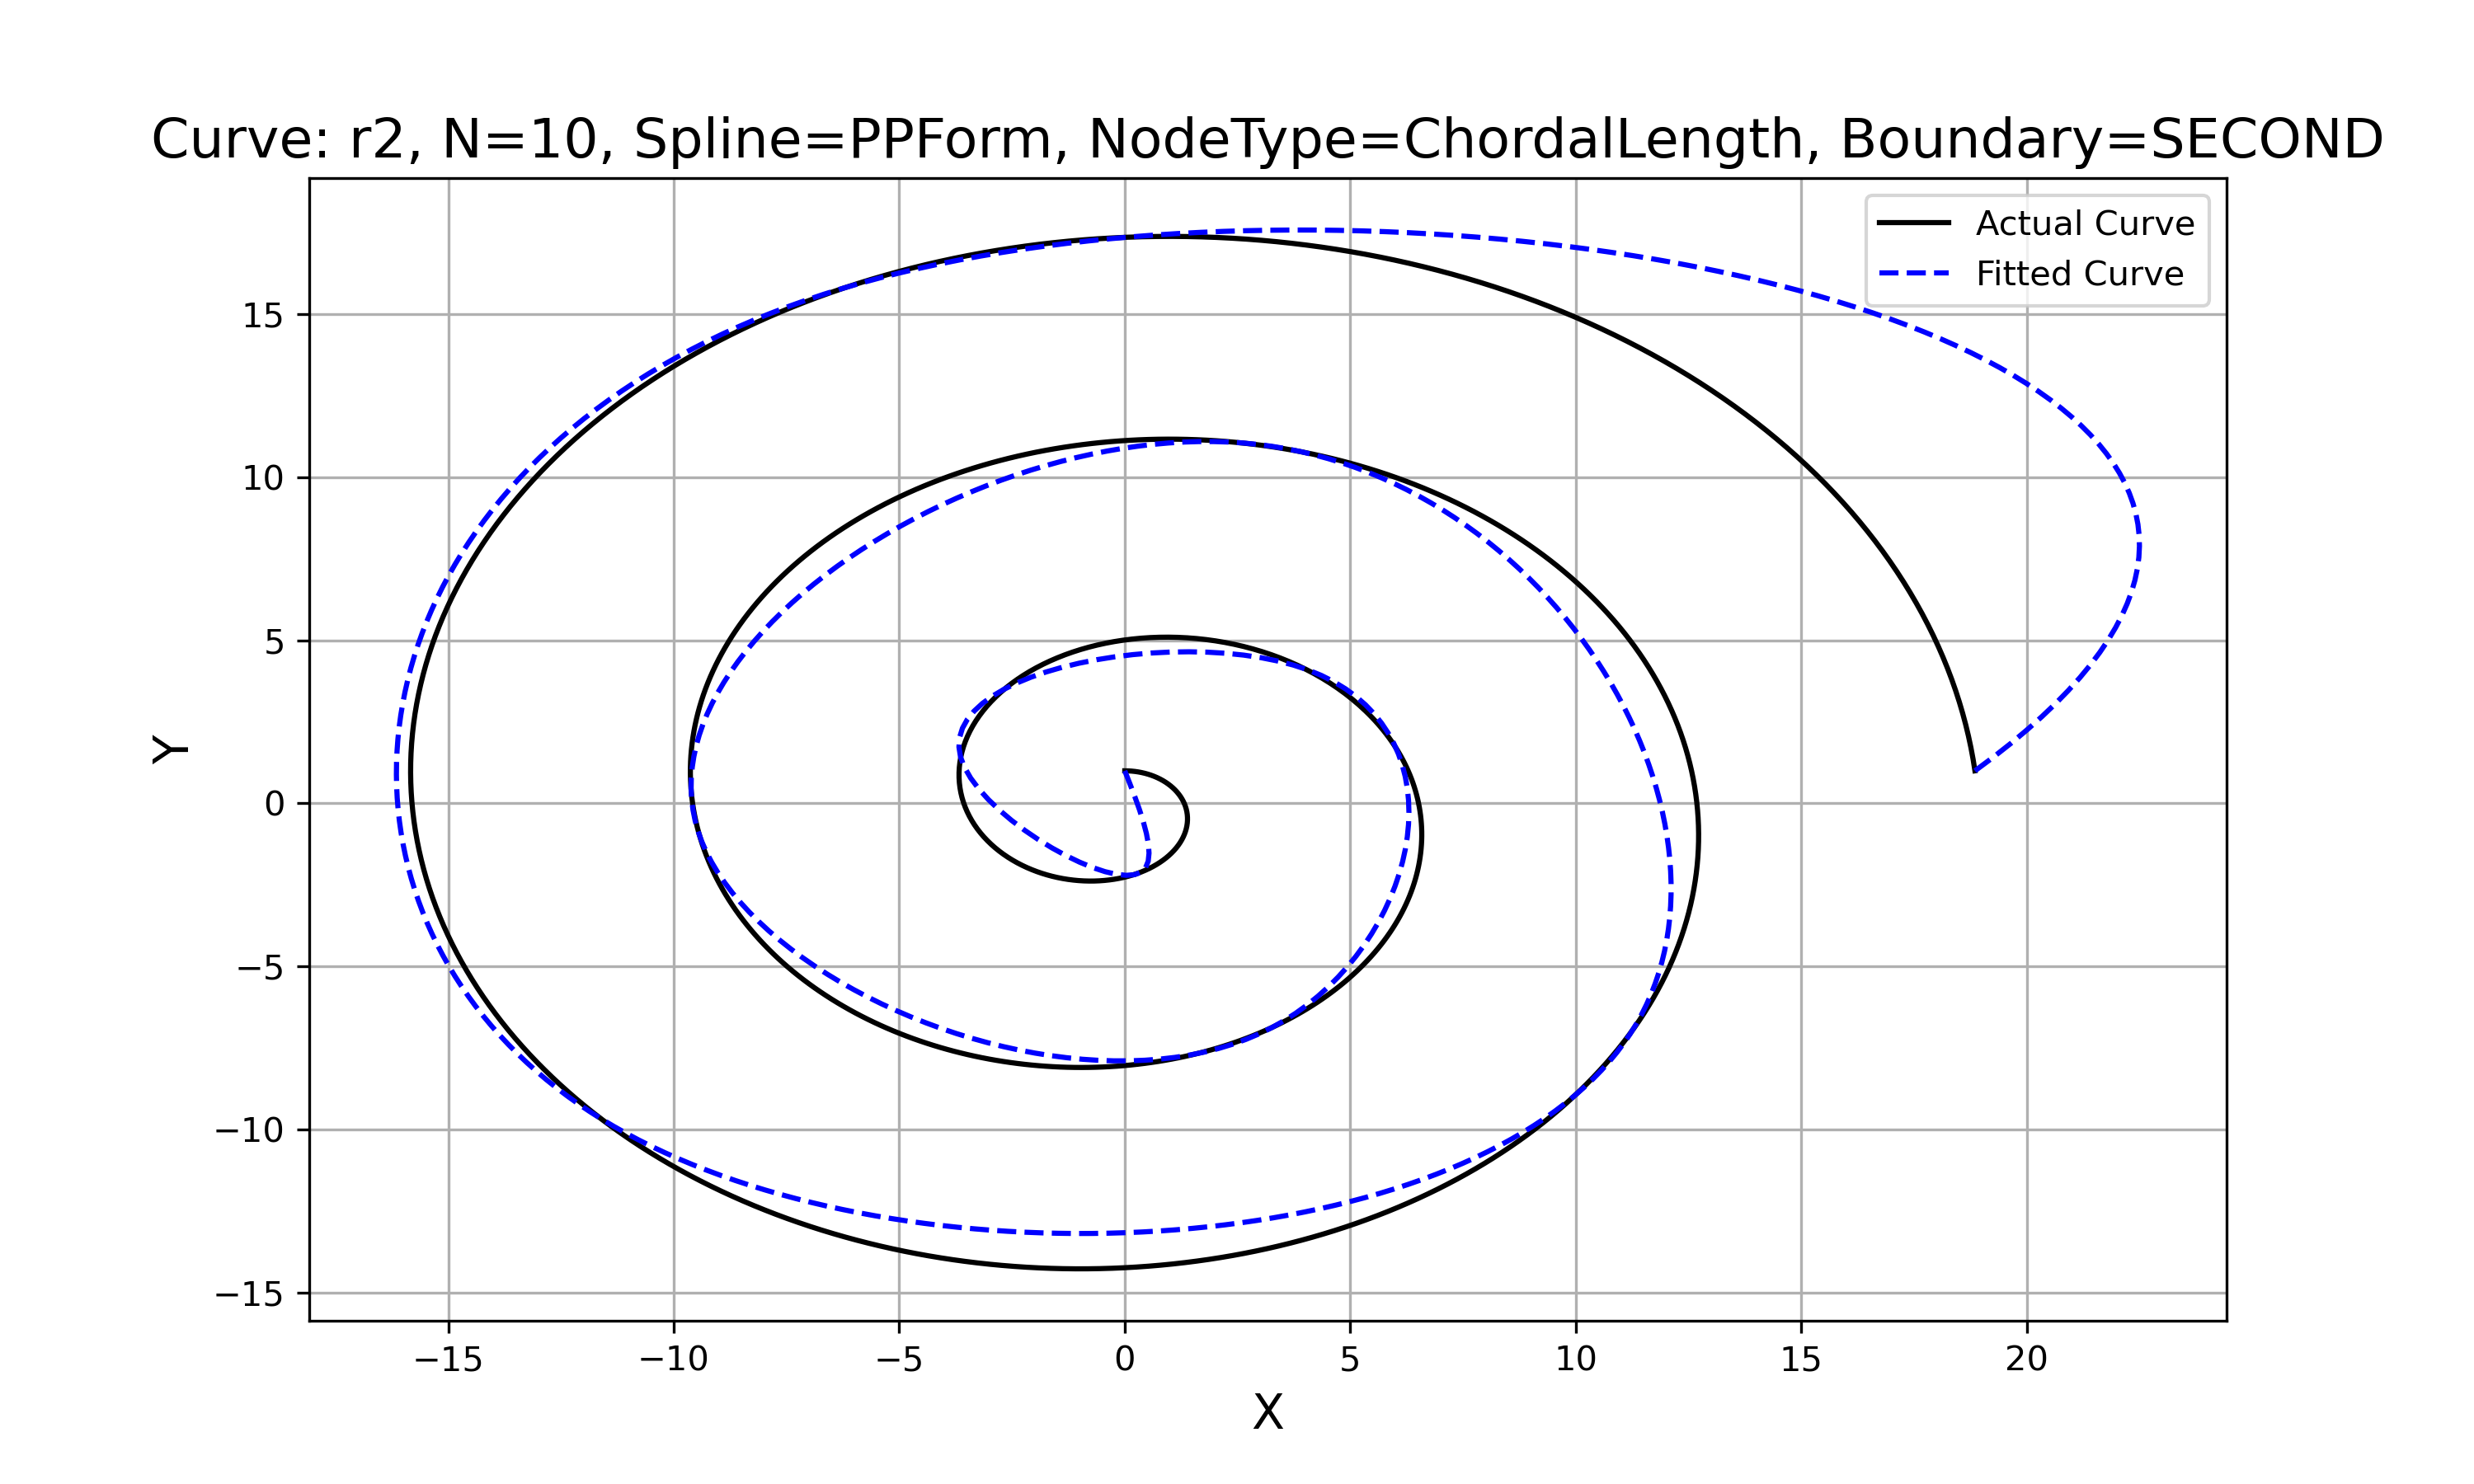 Curve: r2, N=10, Spline=PPForm, NodeType=ChordalLength, Boundary=SECOND
Actual Curve
Fitted Curve
15
10
5
0
−5
−10
−15
Y
−15 −10 −5 0 5 10 15 20
X